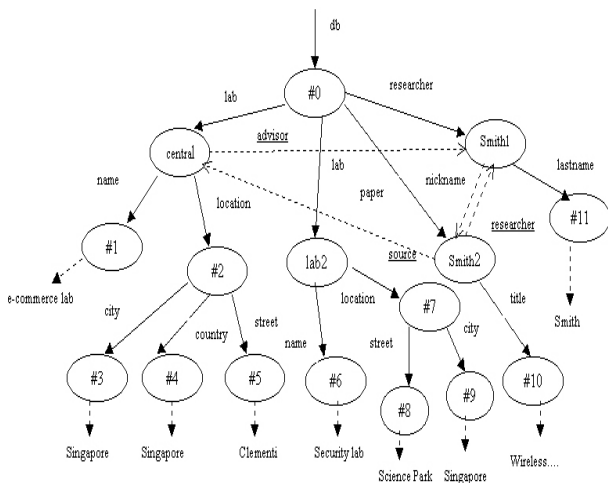 db
#0
lab
researcher
central
advisor
Smith1
lab
nickname
lastname
name
location
paper
researcher
#11
#1
#2
lab2
source
Smith2
e-commerce lab
location
#7
title
Smith
city
country
street
name
street
city
#3
#4
#5
#6
#8
#9
#10
Singapore
Singapore
Clementi
Security lab
Science Park
Singapore
Wireless....